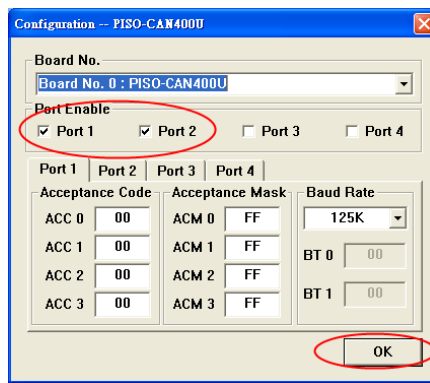 Configuration -- PISO-CAN400U
Board No.
Board No. 0 : PISO-CAN400U
Port Enable
Port 1 Port 2 Port 3 Port 4
Port 1 Port 2 Port 3 Port 4
Acceptance Code Acceptance Mask Baud Rate
ACC 0 00 ACM 0 FF 125K
ACC 1 00 ACM 1 FF BT 0 00
ACC 2 00 ACM 2 FF
ACC 3 00 ACM 3 FF BT 1 00
OK